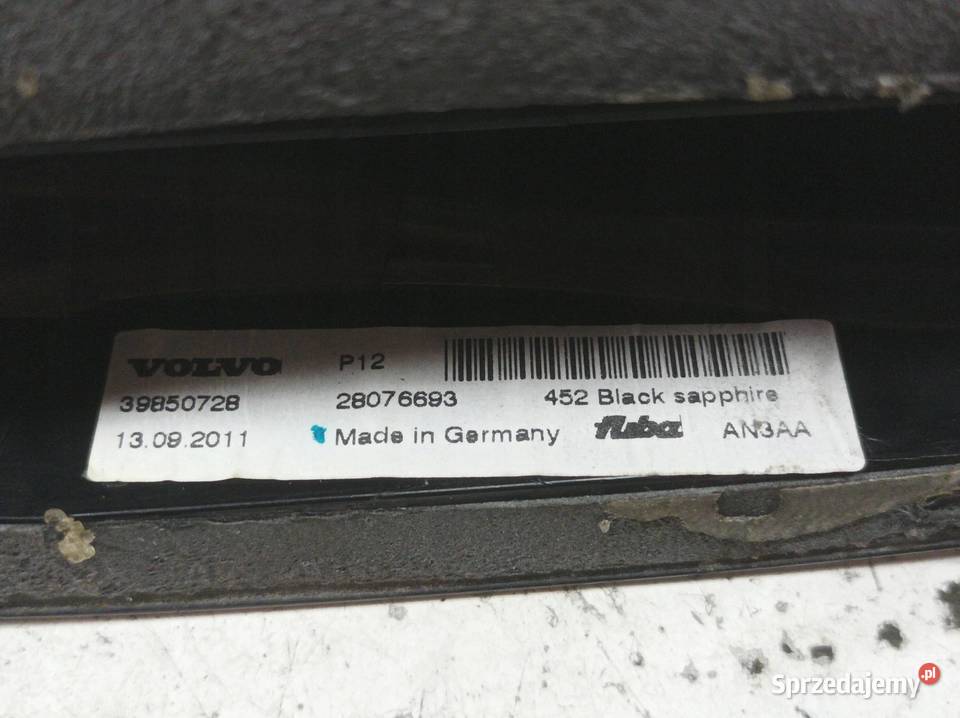 VOLVO P12
39850728 28076693 452 Black sapphire
13.09.2011 Made in Germany fuba AN3AA
Sprzedajemy.pl